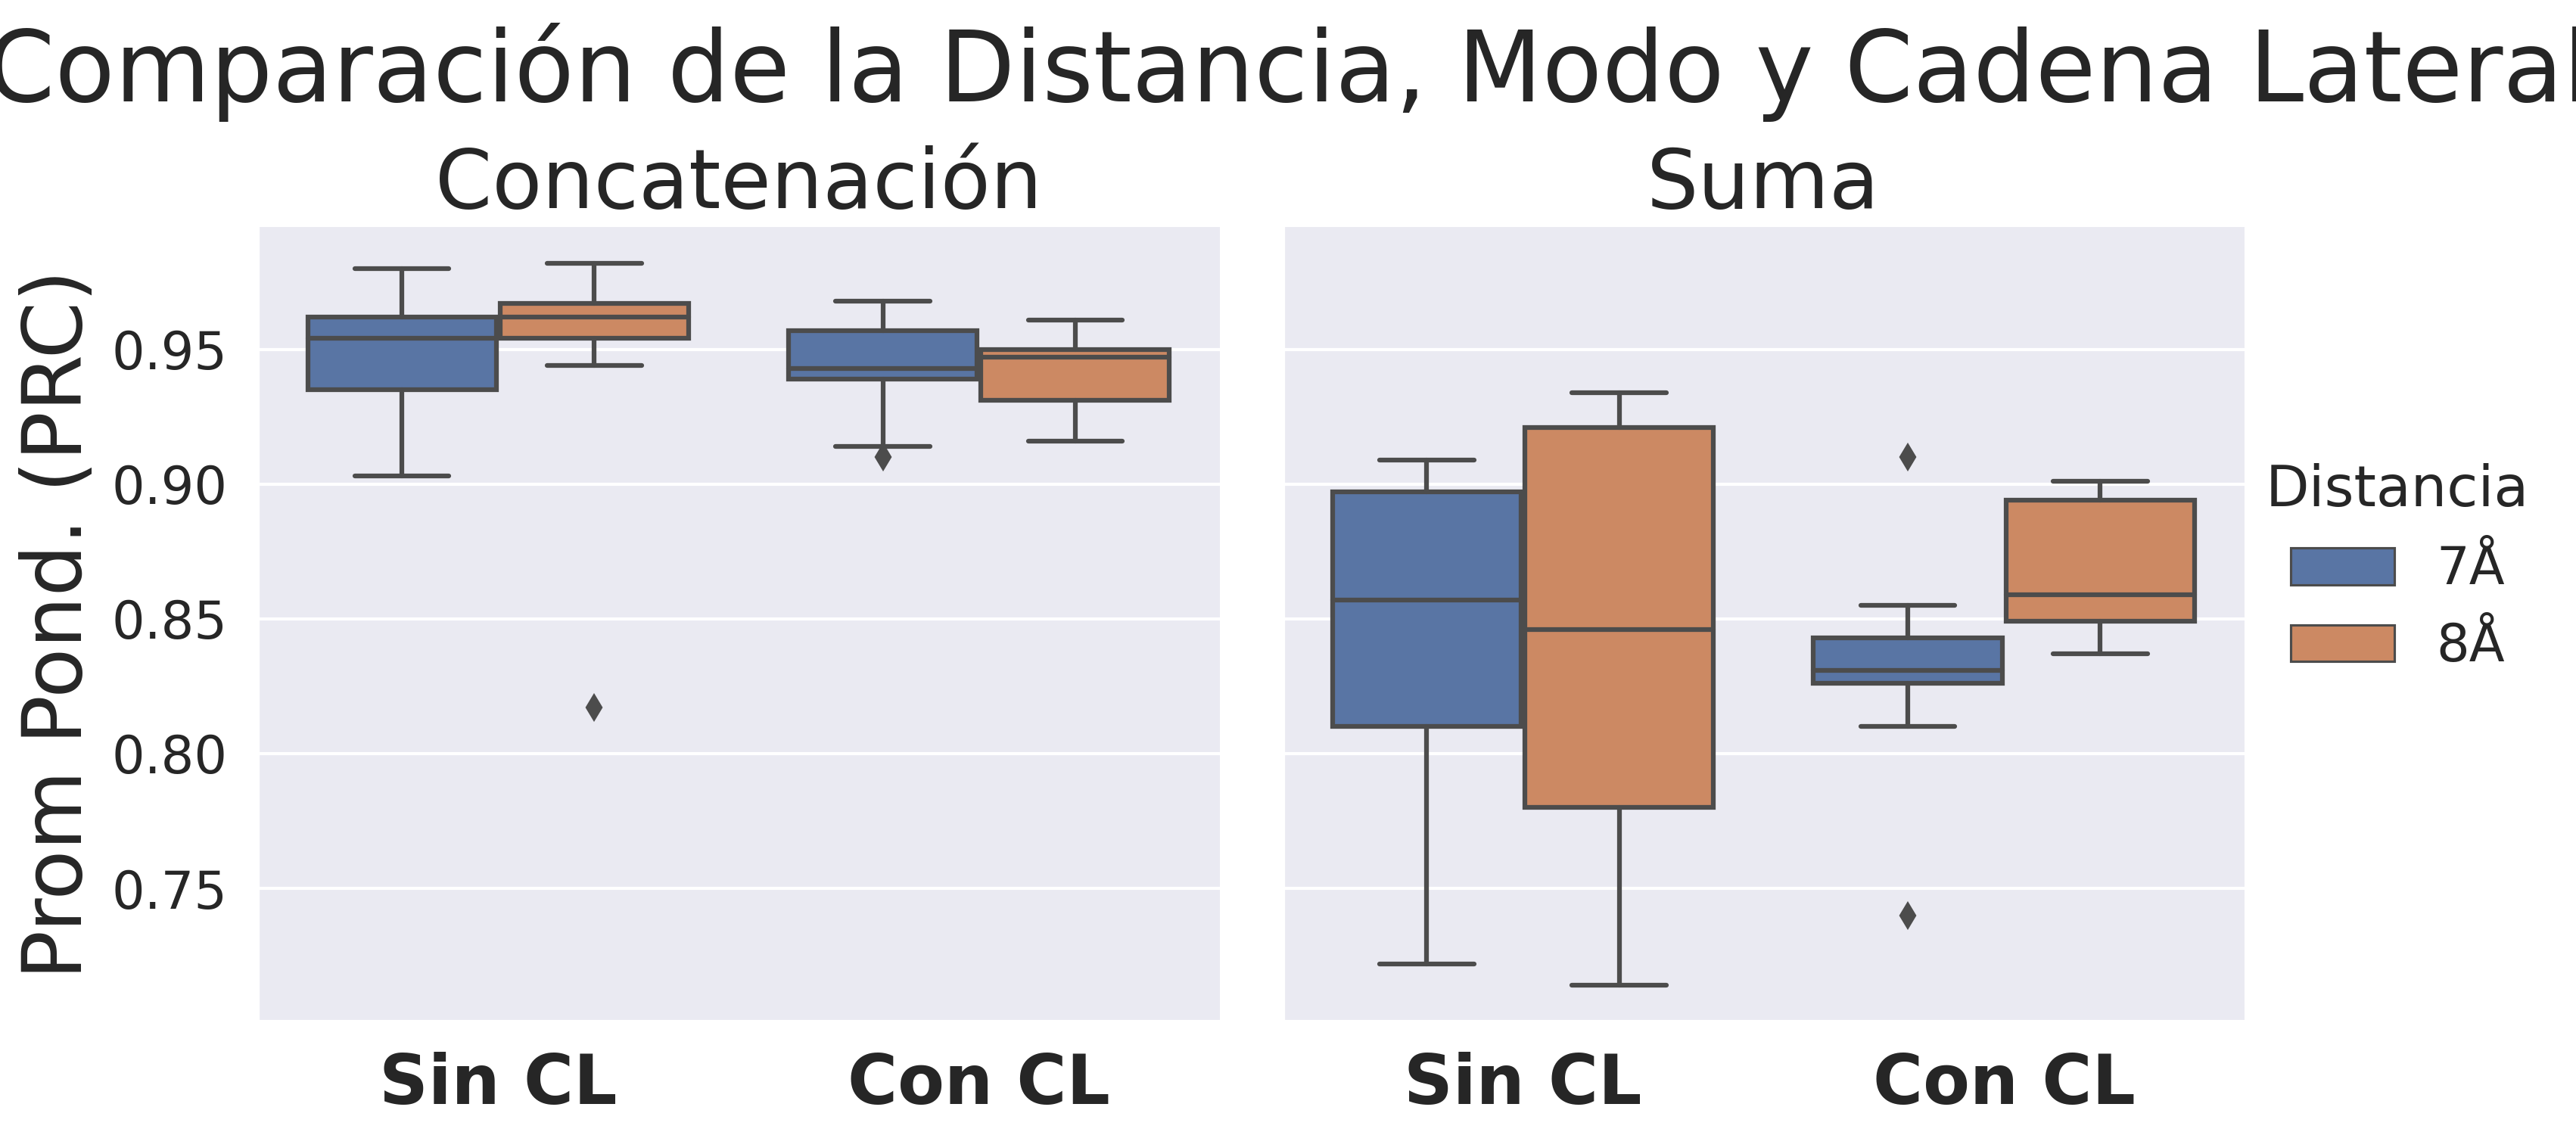 Comparación de la Distancia, Modo y Cadena Lateral
Concatenación
Suma
Prom Pond. (PRC)
0.95
0.90
0.85
0.80
0.75
Sin CL
Con CL
Sin CL
Con CL
Distancia
7Å
8Å